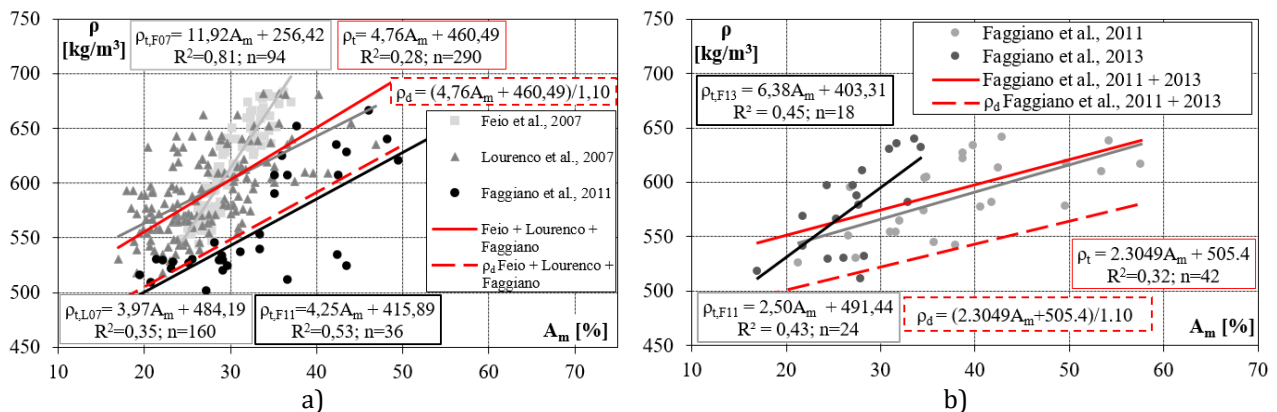 ρ
[kg/m³]
750
700
650
600
550
500
450
ρt,F07= 11,92Am + 256,42
R²=0,81; n=94
ρt= 4,76Am + 460,49
R²=0,28; n=290
ρd = (4,76Am + 460,49)/1,10
Feio et al., 2007
Lourenco et al., 2007
Faggiano et al., 2011
Feio + Lourenco +
Faggiano
ρd Feio + Lourenco +
Faggiano
ρt,L07= 3,97Am + 484,19
R²=0,35; n=160
ρt,F11=4,25Am + 415,89
R²=0,53; n=36
Am [%]
10 20 30 40 50 60 70
a)
ρ
[kg/m³]
750
700
650
600
550
500
450
Faggiano et al., 2011
Faggiano et al., 2013
Faggiano et al., 2011 + 2013
ρd Faggiano et al., 2011 + 2013
ρt,F13 = 6,38Am + 403,31
R² = 0,45; n=18
ρt = 2.3049Am + 505.4
R²=0,32; n=42
ρt,F11 = 2,50Am + 491,44
R² = 0,43; n=24
ρd = (2.3049Am+505.4)/1.10
Am [%]
10 20 30 40 50 60 70
b)